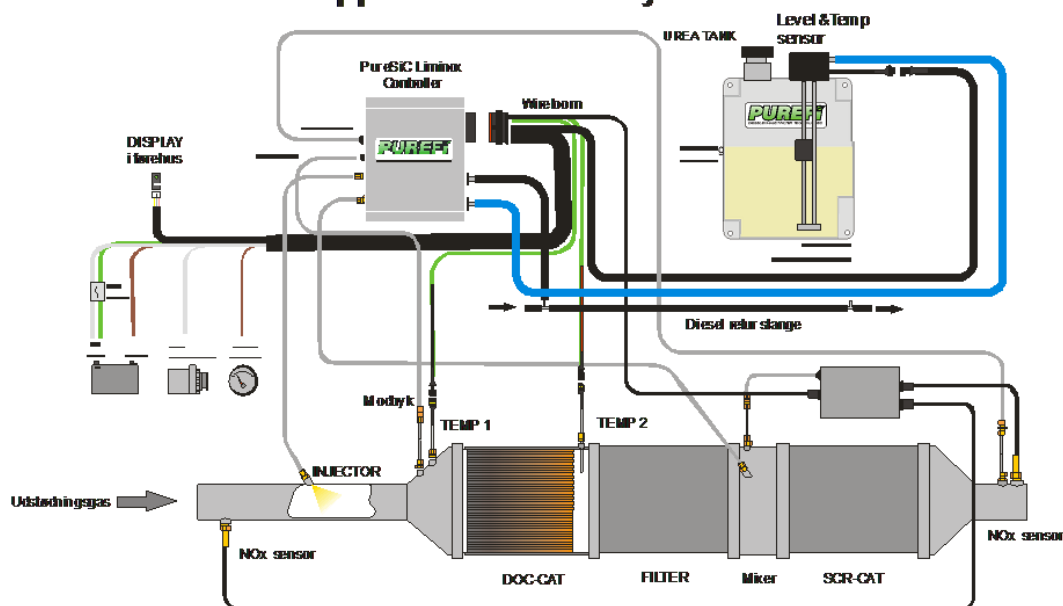 Level &Temp
sensor
UREA TANK
PureSiC Liminox
Controller
Wireborn
PUREFi
PUREFi
DISPLAY
i førehus
Diesel retur slange
Modtryk
TEMP 1
TEMP 2
INJECTOR
Udstødningsgas
NOx sensor
NOx sensor
DOC-CAT
FILTER
Mixer
SCR-CAT